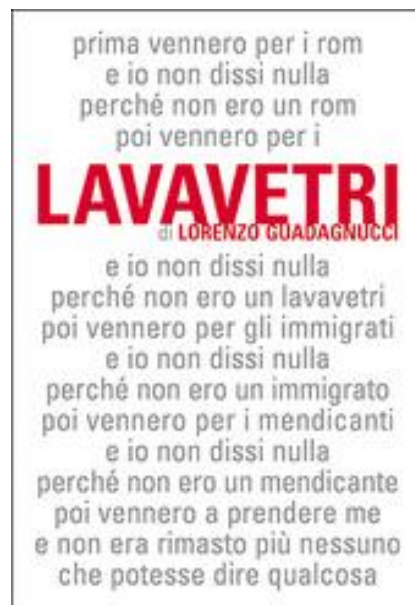 prima vennero per i rom
e io non dissi nulla
perché non ero un rom
poi vennero per i
LAVAVETRI
di LORENZO GUADAGNUCCI
e io non dissi nulla
perché non ero un lavavetri
poi vennero per gli immigrati
e io non dissi nulla
perché non ero un immigrato
poi vennero per i mendicanti
e io non dissi nulla
perché non ero un mendicante
poi vennero a prendere me
e non era rimasto più nessuno
che potesse dire qualcosa